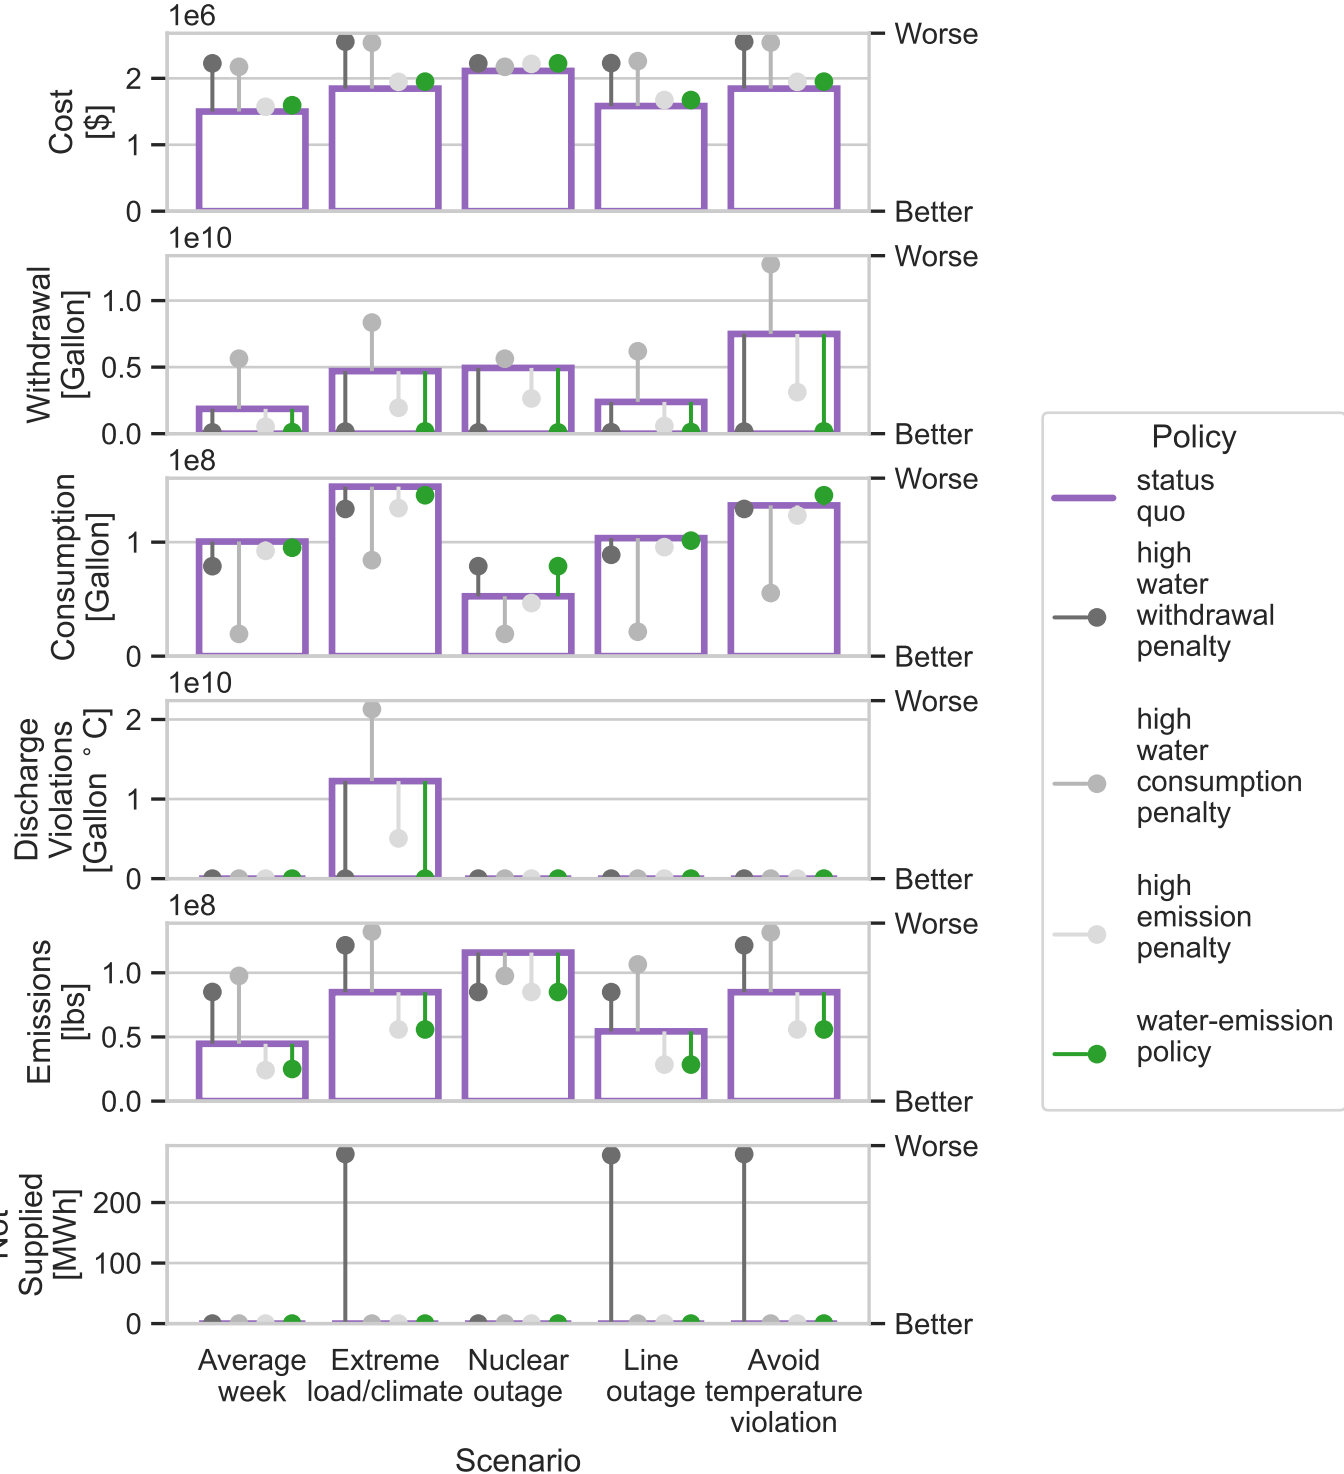 1e6
Worse
2
1
0
Better
Cost
[$]
1e10
Worse
1.0
0.5
0.0
Better
Withdrawal
[Gallon]
1e8
Worse
1
0
Better
Consumption
[Gallon]
1e10
Worse
2
1
0
Better
Discharge
Violations
[Gallon °C]
1e8
Worse
1.0
0.5
0.0
Better
Emissions
[lbs]
Worse
200
100
0
Better
Supplied
[MWh]
Average
week
Extreme
load/climate
Nuclear
outage
Line
outage
Avoid
temperature
violation
Scenario
Policy
status
quo
high
water
withdrawal
penalty
high
water
consumption
penalty
high
emission
penalty
water-emission
policy